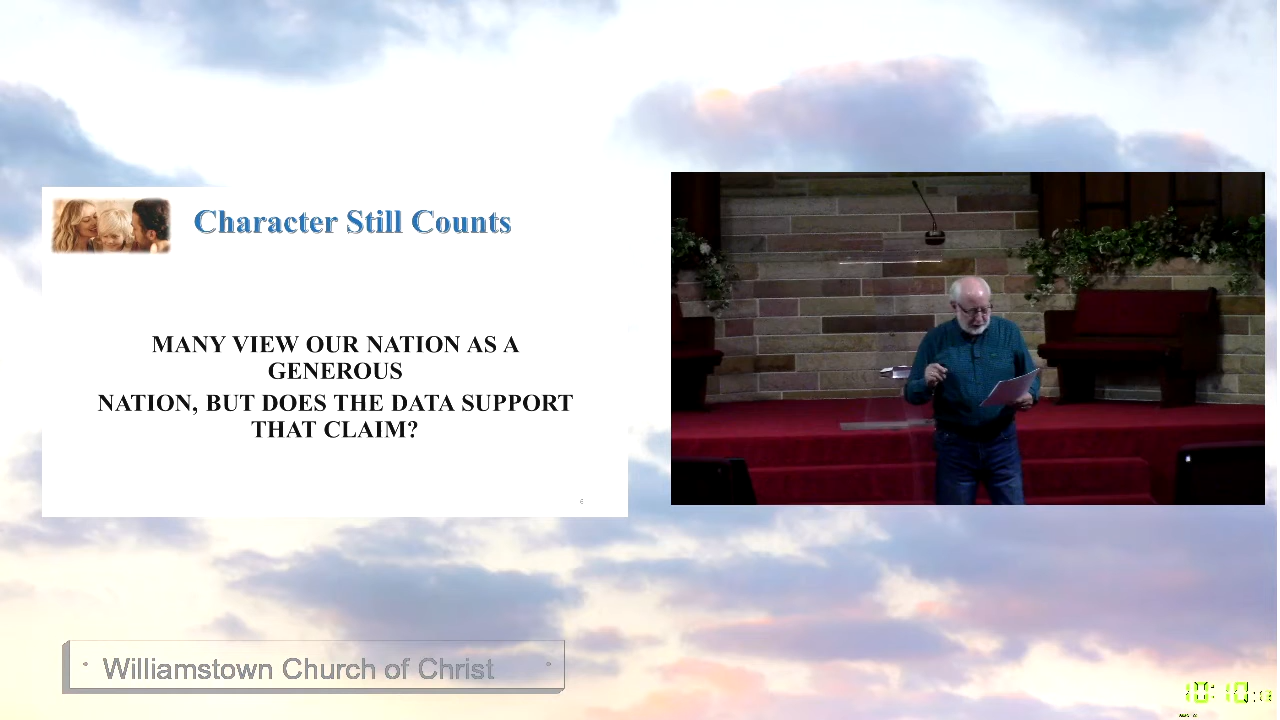 Character Still Counts
MANY VIEW OUR NATION AS A
GENEROUS
NATION, BUT DOES THE DATA SUPPORT
THAT CLAIM?
6
Williamstown Church of Christ